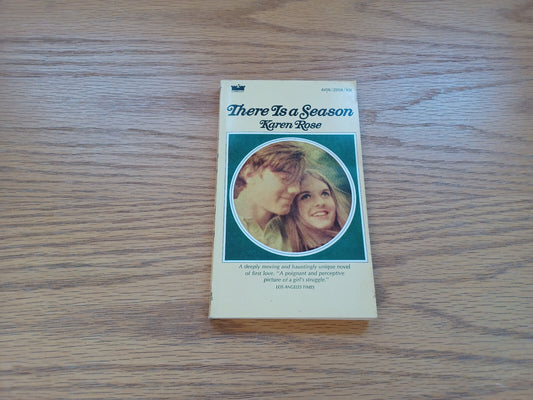 There Is a Season
Karen Rose
A deeply moving and hauntingly unique novel
of first love. "A poignant and perceptive
picture of a girl's struggle."
LOS ANGELES TIMES